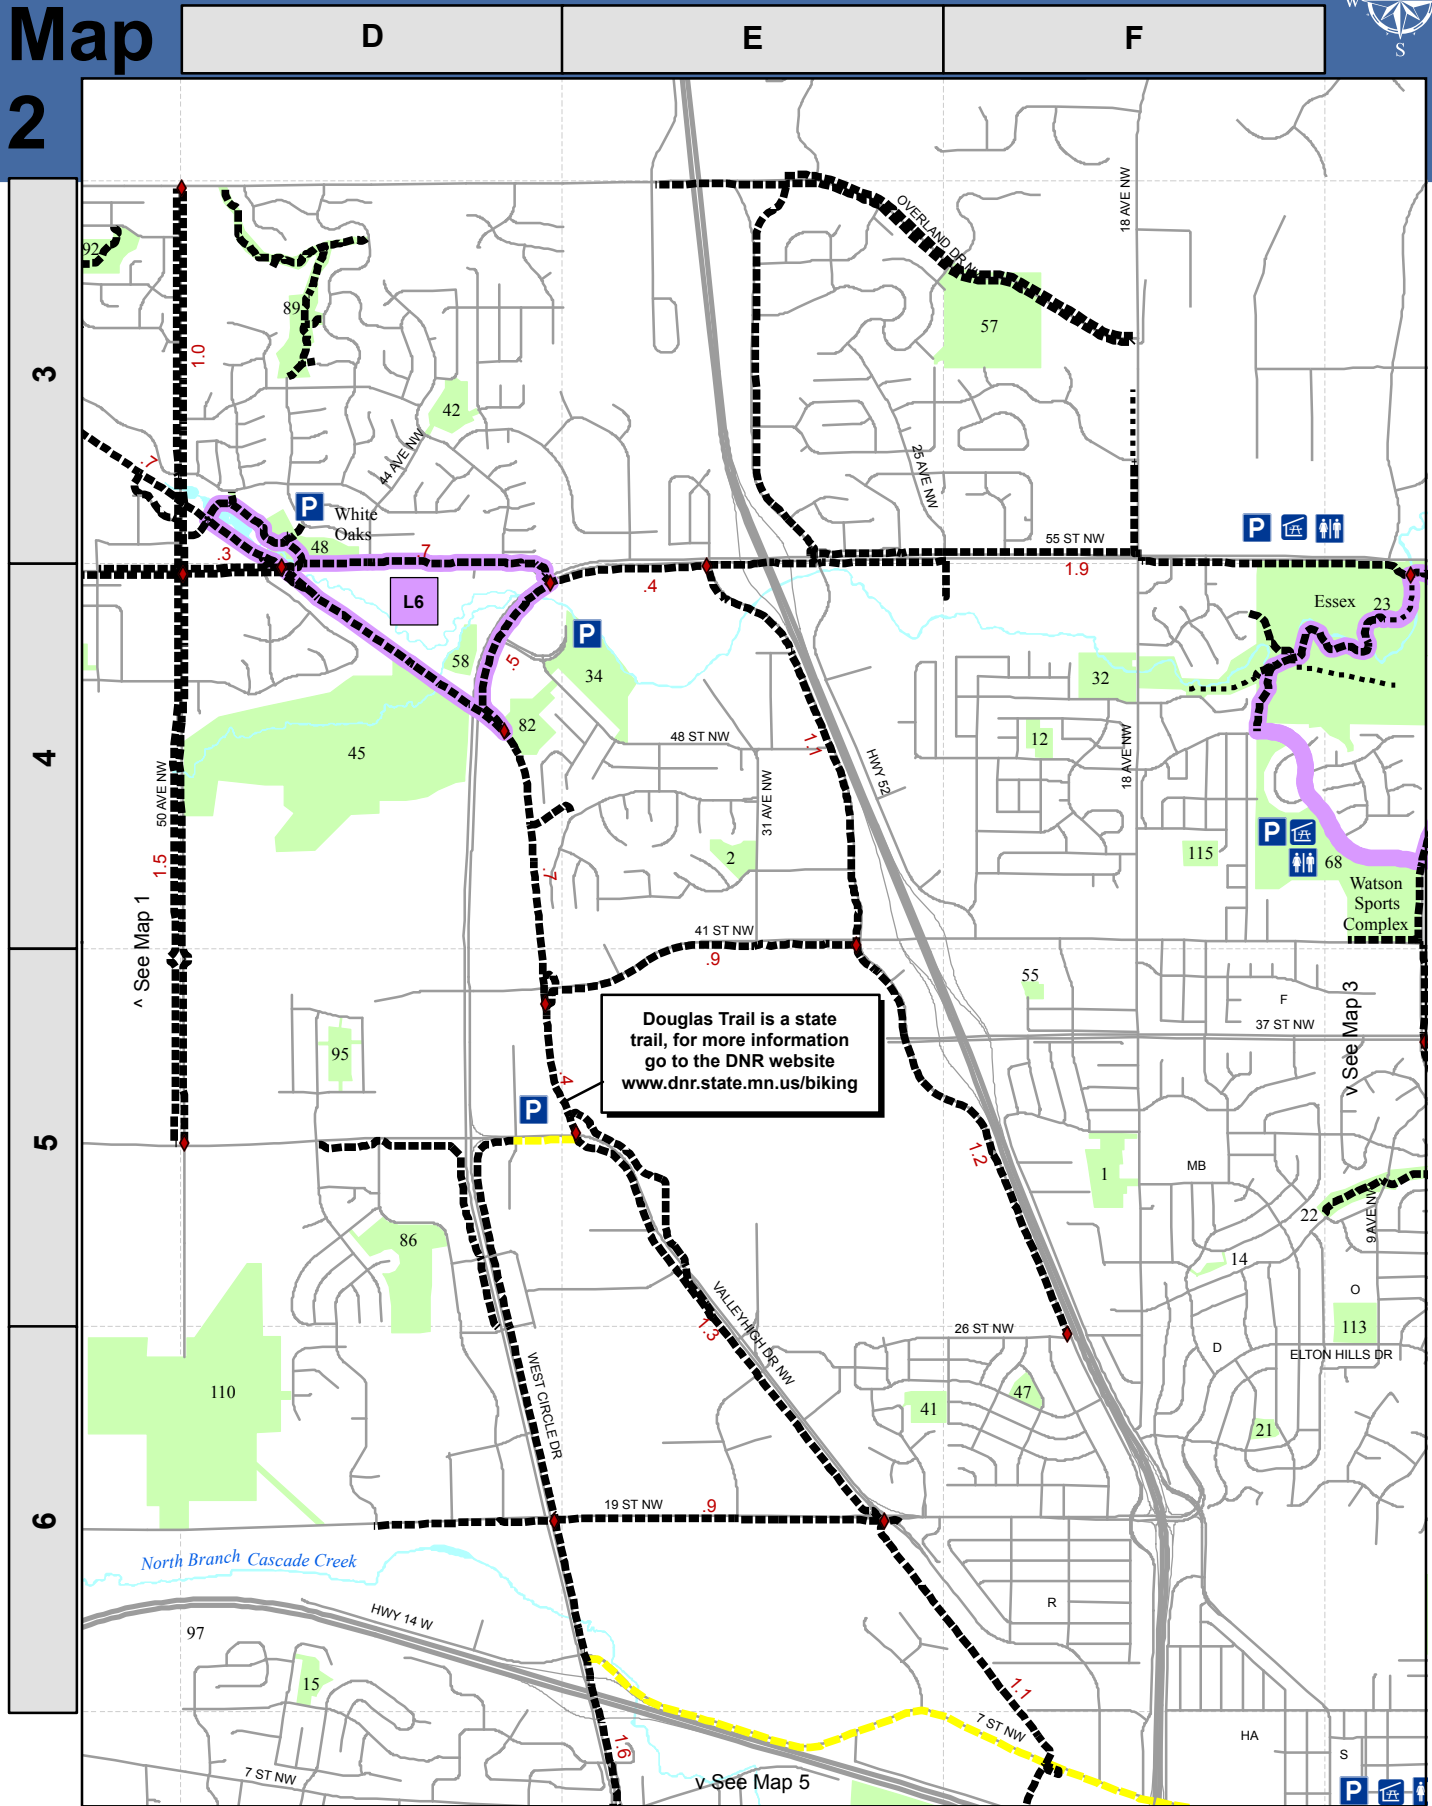 Map
2
D
E
F
W
S
3
4
5
6
92
89
1.0
42
44 AVE NW
.7
White
Oaks
48
.3
.7
L6
OVERLAND DR NW
18 AVE NW
57
25 AVE NW
55 ST NW
1.9
P
P
.4
P
Essex
23
58
.5
34
32
82
48 ST NW
1.1
12
45
HWY 52
18 AVE NW
50 AVE NW
31 AVE NW
P
2
115
68
1.5
.7
Watson
Sports
Complex
^ See Map 1
41 ST NW
.9
55
F
37 ST NW
v See Map 3
Douglas Trail is a state
trail, for more information
go to the DNR website
www.dnr.state.mn.us/biking
95
.4
P
1.2
1
MB
22
9 AVE NW
86
14
O
VALLEYHIGH DR NW
1.3
26 ST NW
113
D
ELTON HILLS DR
110
WEST CIRCLE DR
47
41
21
19 ST NW
.9
North Branch Cascade Creek
R
HWY 14 W
97
15
1.1
7 ST NW
HA
1.6
S
7 ST NW
v See Map 5
P